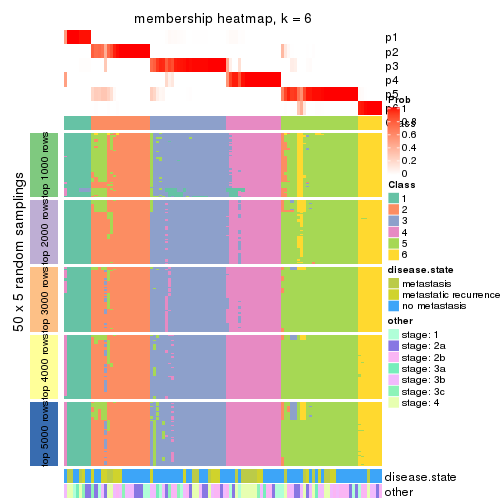 membership heatmap, k = 6
p1
p2
p3
p4
p5
p6
Prob
1
0.8
0.6
0.4
0.2
0
Class
Class
1
2
3
4
5
6
disease.state
metastasis
metastatic recurrence
no metastasis
other
stage: 1
stage: 2a
stage: 2b
stage: 3a
stage: 3b
stage: 3c
stage: 4
50 x 5 random samplings
top 1000 rows
top 2000 rows
top 3000 rows
top 4000 rows
top 5000 rows
disease.state
other